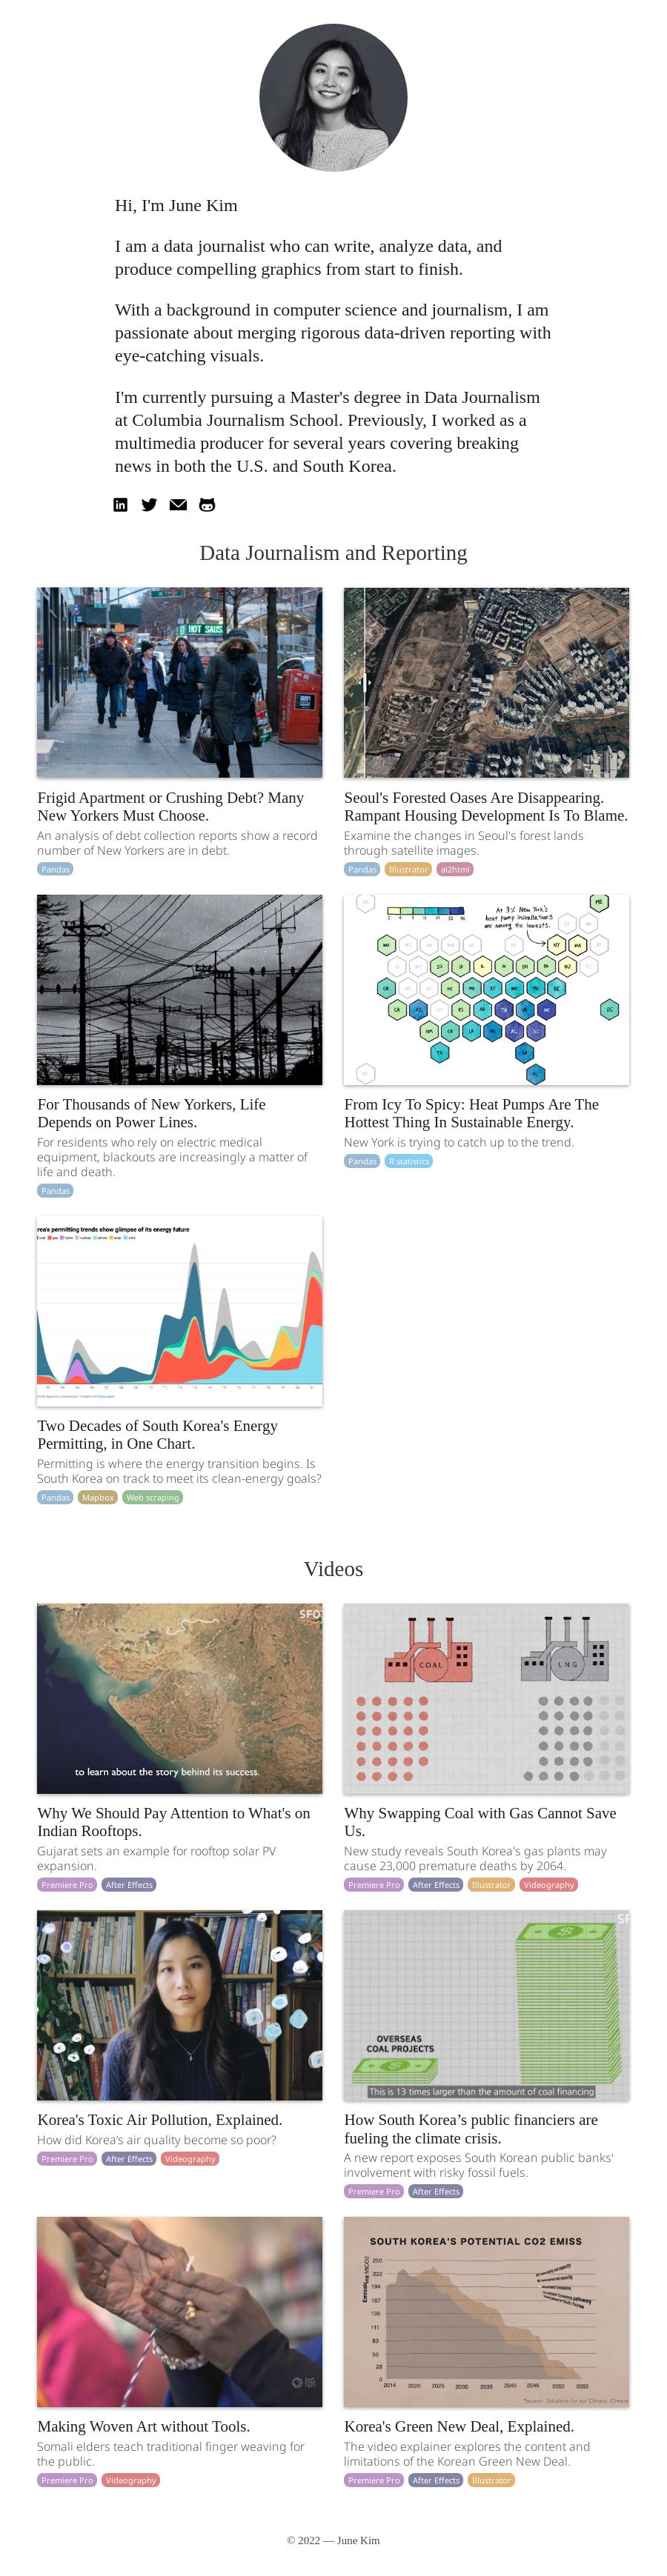 Hi, I'm June Kim
I am a data journalist who can write, analyze data, and
produce compelling graphics from start to finish.
With a background in computer science and journalism, I am
passionate about merging rigorous data-driven reporting with
eye-catching visuals.
I'm currently pursuing a Master's degree in Data Journalism
at Columbia Journalism School. Previously, I worked as a
multimedia producer for several years covering breaking
news in both the U.S. and South Korea.
in
Data Journalism and Reporting
HOT
Frigid Apartment or Crushing Debt? Many
New Yorkers Must Choose.
An analysis of debt collection reports show a record
number of New Yorkers are in debt.
Pandas
Seoul's Forested Oases Are Disappearing.
Rampant Housing Development Is To Blame.
Examine the changes in Seoul's forest lands
through satellite images.
Pandas Illustrator ai2html
For Thousands of New Yorkers, Life
Depends on Power Lines.
For residents who rely on electric medical
equipment, blackouts are increasingly a matter of
life and death.
Pandas
At 3% New York's
heat pump installations
are among the lowests.
ME
NY MA
NJ
DE
CA
KS
NM
TX
GA
FL
DC
From Icy To Spicy: Heat Pumps Are The
Hottest Thing In Sustainable Energy.
New York is trying to catch up to the trend.
Pandas R statistics
rea's permitting trends show glimpse of its energy future
Two Decades of South Korea's Energy
Permitting, in One Chart.
Permitting is where the energy transition begins. Is
South Korea on track to meet its clean-energy goals?
Pandas Mapbox Web scraping
Videos
SFO
to learn about the story behind its success.
Why We Should Pay Attention to What's on
Indian Rooftops.
Gujarat sets an example for rooftop solar PV
expansion.
Premiere Pro After Effects
COAL
LNG
Why Swapping Coal with Gas Cannot Save
Us.
New study reveals South Korea's gas plants may
cause 23,000 premature deaths by 2064.
Premiere Pro After Effects Illustrator Videography
Korea's Toxic Air Pollution, Explained.
How did Korea's air quality become so poor?
Premiere Pro After Effects Videography
SF
OVERSEAS
COAL PROJECTS
This is 13 times larger than the amount of coal financing
How South Korea’s public financiers are
fueling the climate crisis.
A new report exposes South Korean public banks'
involvement with risky fossil fuels.
Premiere Pro After Effects
tpt
Making Woven Art without Tools.
Somali elders teach traditional finger weaving for
the public.
Premiere Pro Videography
SOUTH KOREA'S POTENTIAL CO2 EMISS
250
222
194
167
139
111
83
56
28
0
2014 2020 2025 2030 2035 2040 2045 2050 2055
*source: Solutions for our Climate, Climate
Korea's Green New Deal, Explained.
The video explainer explores the content and
limitations of the Korean Green New Deal.
Premiere Pro After Effects Illustrator
© 2022 — June Kim